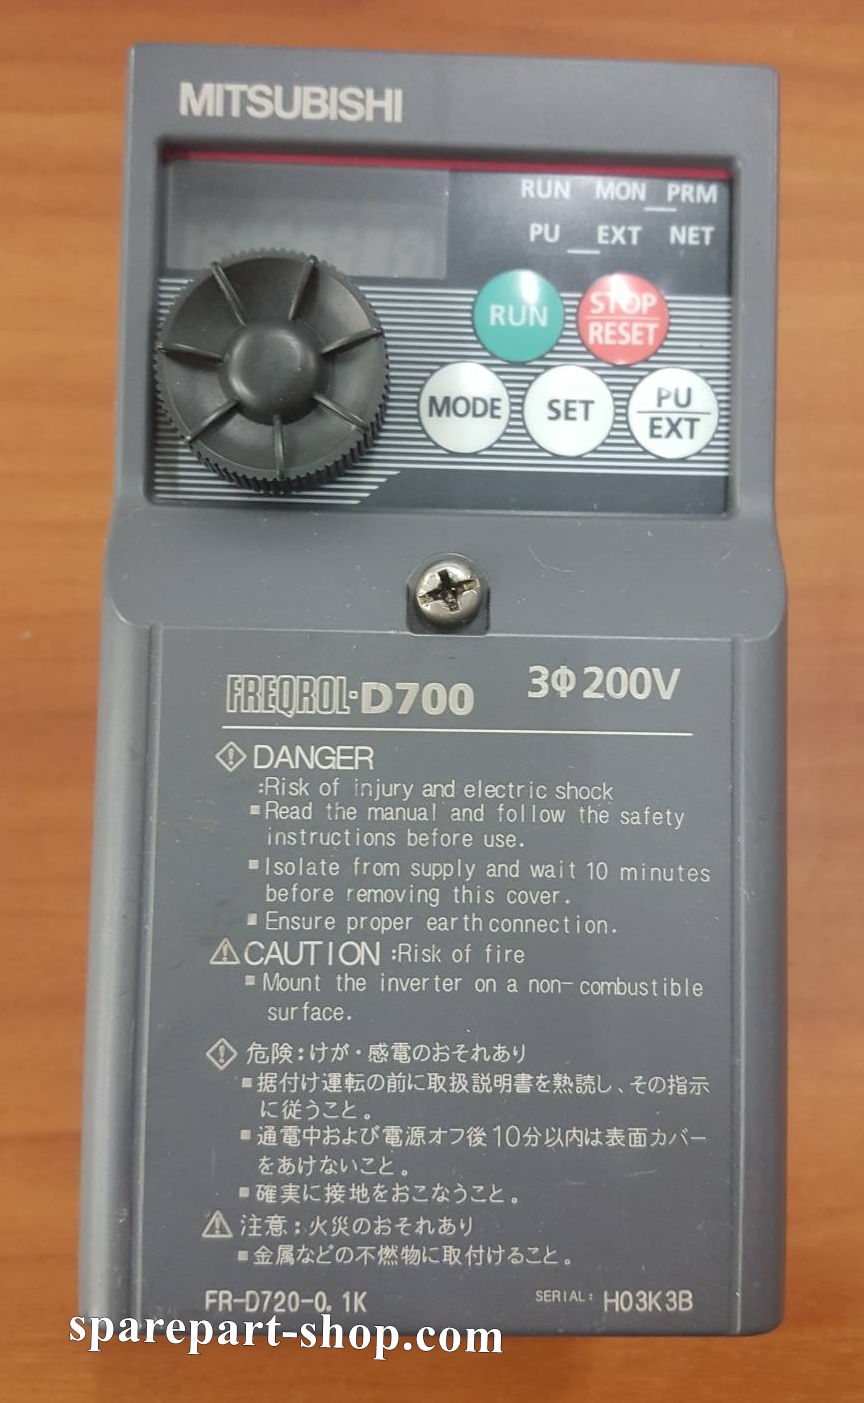 MITSUBISHI
RUN MON PRM
PU EXT NET
RUN
STOP
RESET
MODE
SET
PU
EXT
FREQROL-D700 3Φ200V
DANGER
:Risk of injury and electric shock
▪Read the manual and follow the safety
instructions before use.
▪Isolate from supply and wait 10 minutes
before removing this cover.
▪Ensure proper earth connection.
CAUTION :Risk of fire
▪Mount the inverter on a non-combustible
surface.
危険:けが・感電のおそれあり
▪据付け運転の前に取扱説明書を熟読し、その指示
に従うこと。
▪通電中および電源オフ後10分以内は表面カバー
をあけないこと。
▪確実に接地をおこなうこと。
注意:火災のおそれあり
▪金属などの不燃物に取付けること。
FR-D720-0.1K SERIAL: H03K3B
sparepart-shop.com